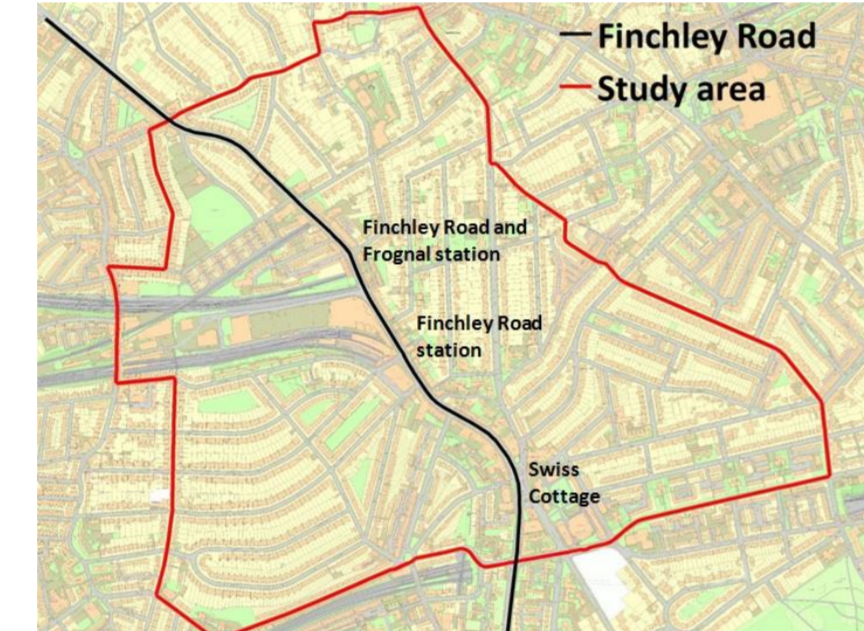 Finchley Road
Study area
Finchley Road and
Frognal station
Finchley Road
station
Swiss
Cottage